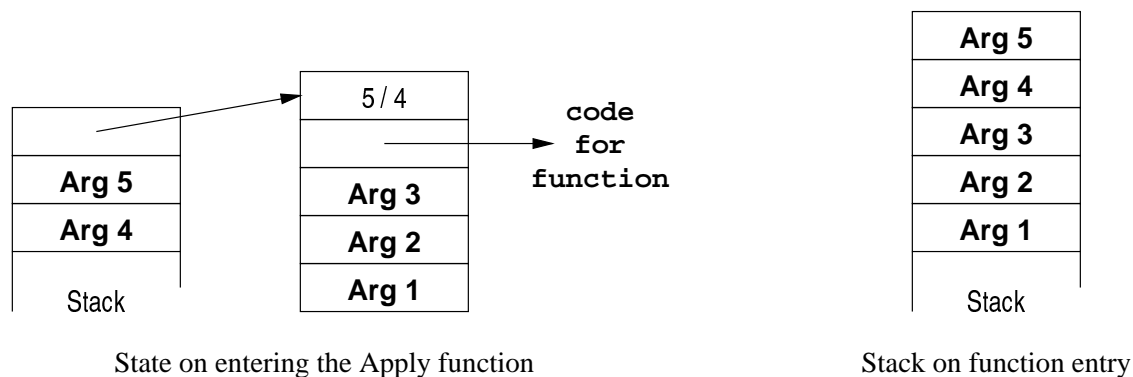 5 / 4
code
for
function
Arg 5
Arg 4
Stack
Arg 3
Arg 2
Arg 1
Arg 5
Arg 4
Arg 3
Arg 2
Arg 1
Stack
State on entering the Apply function
Stack on function entry